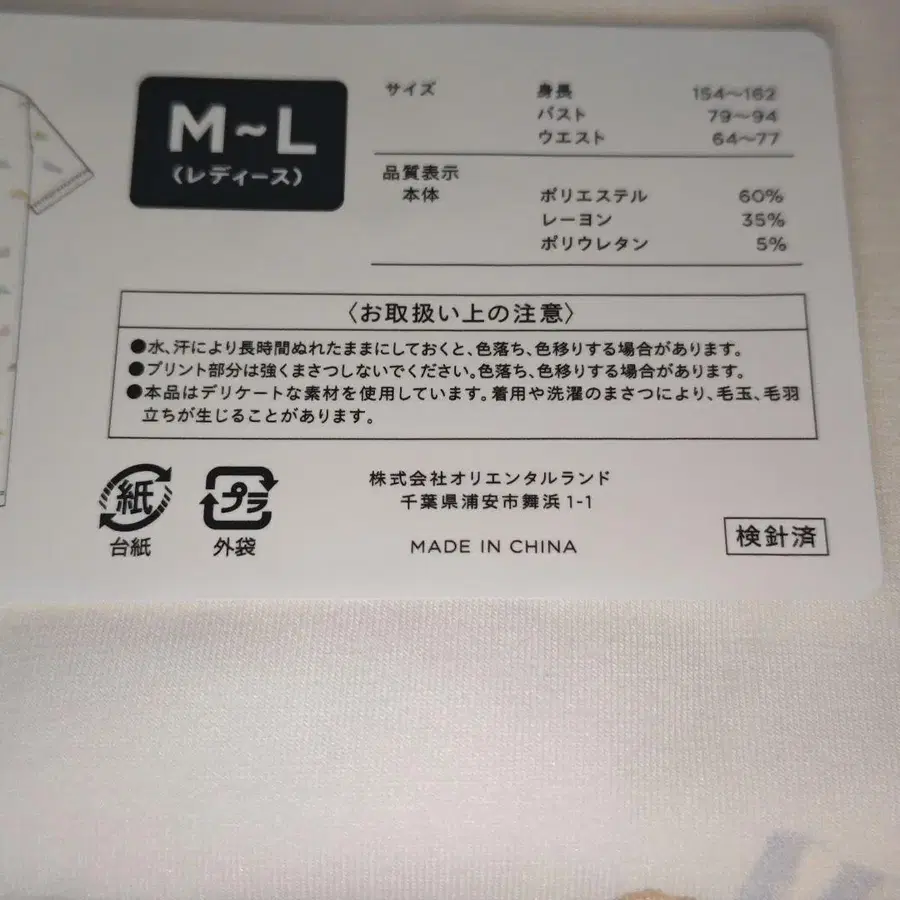 M~L
(レディース)
サイズ 身長 154~162
バスト 79~94
ウエスト 64~77
品質表示
本体 ポリエステル 60%
レーヨン 35%
ポリウレタン 5%
〈お取扱い上の注意〉
●水、汗により長時間ぬれたままにしておくと、色落ち、色移りする場合があります。
●プリント部分は強くまさつしないでください。色落ち、色移りする場合があります。
●本品はデリケートな素材を使用しています。着用や洗濯のまさつにより、毛玉、毛羽
立ちが生じることがあります。
紙
台紙
プラ
外袋
株式会社オリエンタルランド
千葉県浦安市舞浜1-1
MADE IN CHINA
検針済